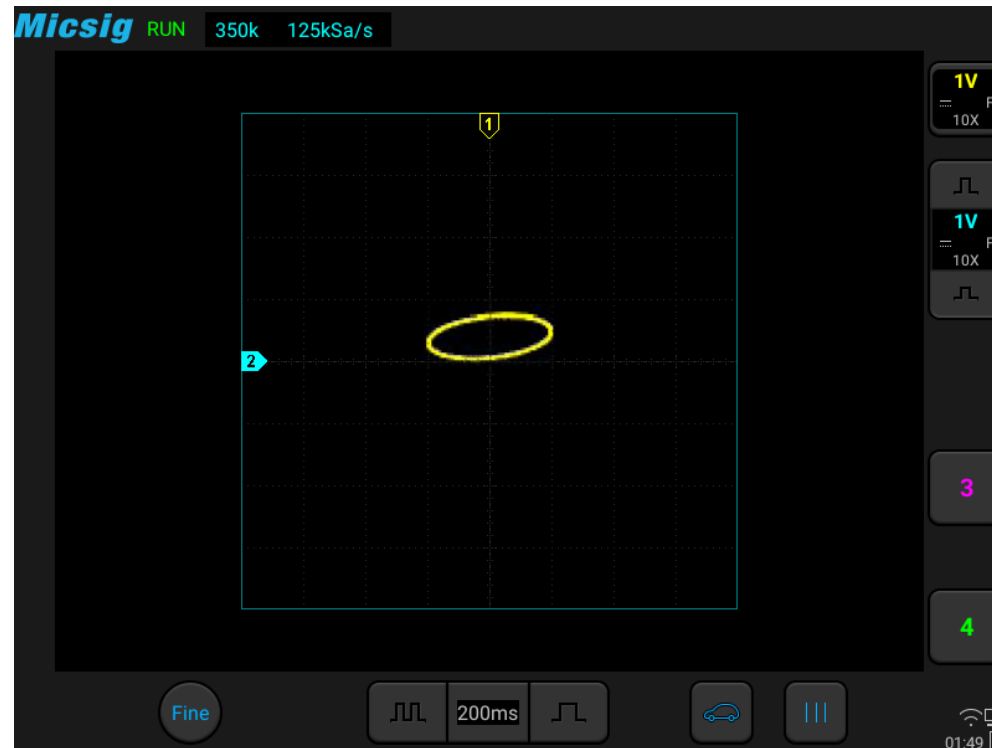 Micsig RUN 350k 125kSa/s
1V
F
10X
1
1V
F
10X
2
3
4
Fine
200ms
01:49